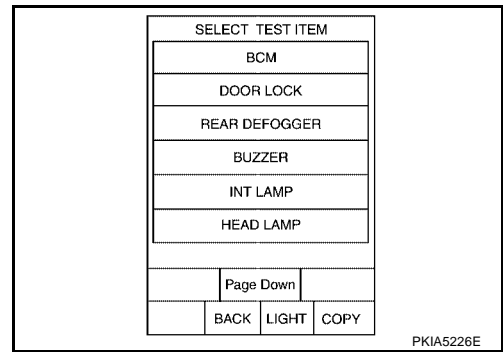 SELECT TEST ITEM
BCM
DOOR LOCK
REAR DEFOGGER
BUZZER
INT LAMP
HEAD LAMP
Page Down
BACK LIGHT COPY
PKIA5226E